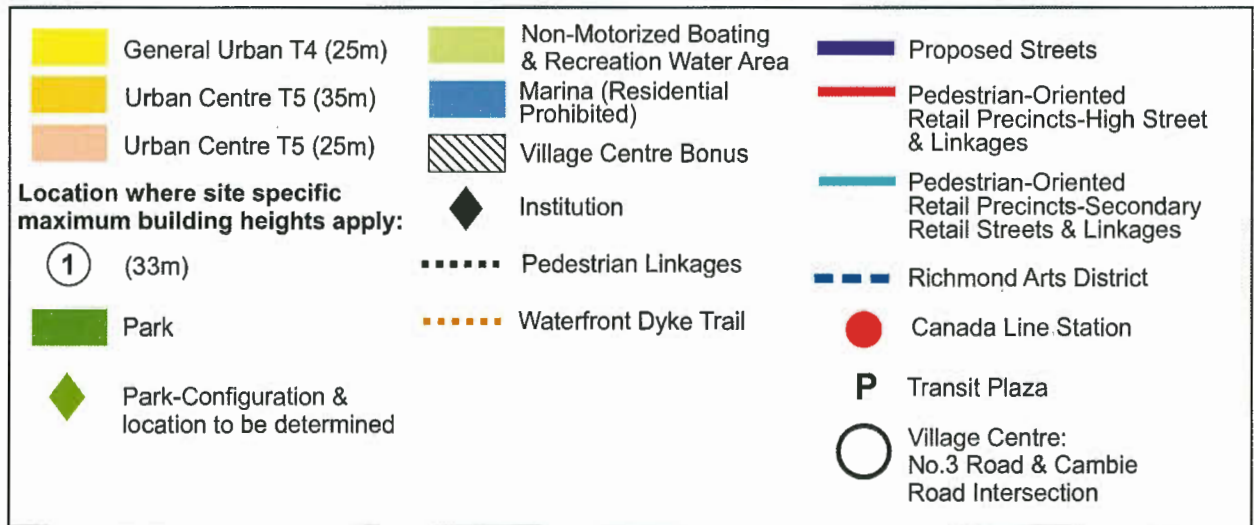 General Urban T4 (25m)
Urban Centre T5 (35m)
Urban Centre T5 (25m)
Location where site specific
maximum building heights apply:
1 (33m)
Park
Park-Configuration &
location to be determined
Non-Motorized Boating
& Recreation Water Area
Marina (Residential
Prohibited)
Village Centre Bonus
Institution
Pedestrian Linkages
Waterfront Dyke Trail
Proposed Streets
Pedestrian-Oriented
Retail Precincts-High Street
& Linkages
Pedestrian-Oriented
Retail Precincts-Secondary
Retail Streets & Linkages
Richmond Arts District
Canada Line Station
P Transit Plaza
Village Centre:
No.3 Road & Cambie
Road Intersection